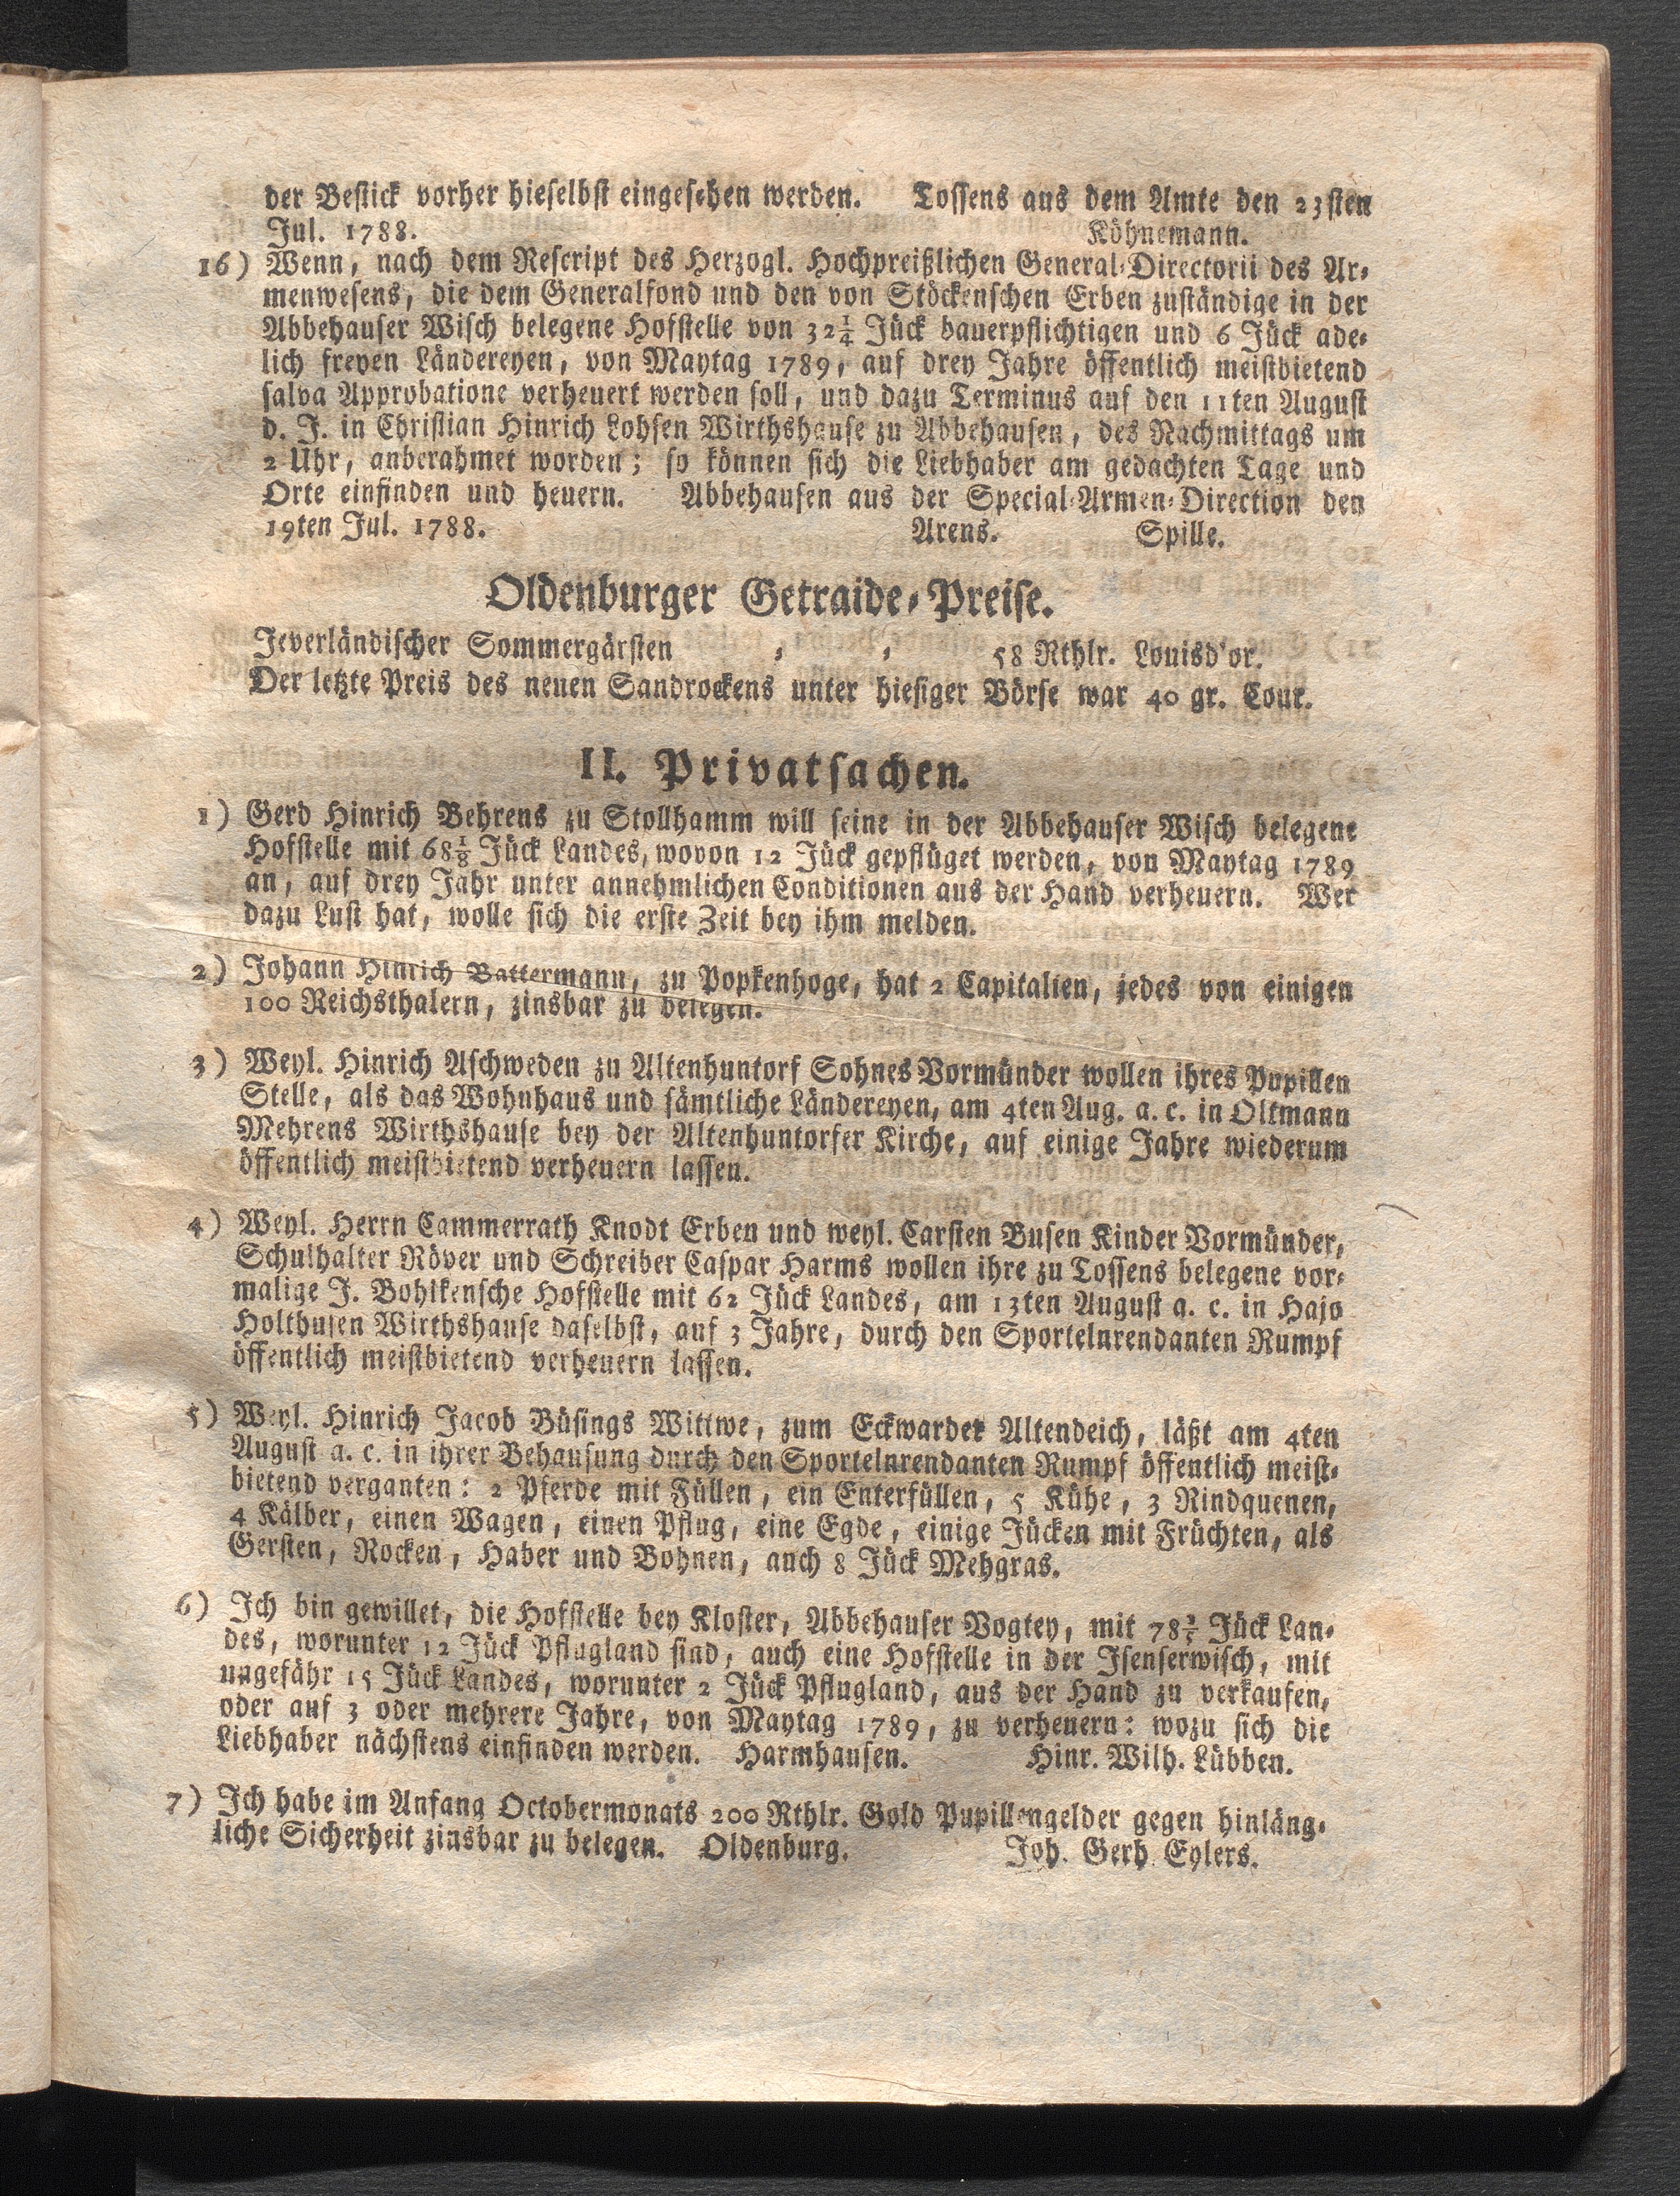 der Bestick vorher hieselbst eingesehen werden. Tossens aus dem Amte den 23sten
Jul. 1788. Köhnemann.
16) Wenn, nach dem Rescript des Herzogl. Hochpreißlichen General-Directorii des Ar-
menwesens, die dem Generalfond und den von Stöckenschen Erben zuständige in der
Abbehauser Wisch belegene Hofstelle von 32¼ Jück bauerpflichtigen und 6 Jück ade-
lich freyen Ländereyen, von Maytag 1789, auf drey Jahre öffentlich meistbietend
salva Approbatione verheuert werden soll, und dazu Terminus auf den 11ten August
d. J. in Christian Hinrich Lohsen Wirthshause zu Abbehausen, des Nachmittags um
2 Uhr, anberahmet worden; so können sich die Liebhaber am gedachten Tage und
Orte einfinden und heuern. Abbehausen aus der Special-Armen-Direction den
19ten Jul. 1788. Arens. Spille.
Oldenburger Getraide-Preise.
Jeverländischer Sommergärsten - - 58 Rthlr. Louisd'or.
Der letzte Preis des neuen Sandrockens unter hiesiger Börse war 40 gr. Cour.
II. Privatsachen.
1) Gerd Hinrich Behrens zu Stollhamm will seine in der Abbehauser Wisch belegene
Hofstelle mit 68⅛ Jück Landes, wovon 12 Jück gepflüget werden, von Maytag 1789
an, auf drey Jahr unter annehmlichen Conditionen aus der Hand verheuern. Wer
dazu Lust hat, wolle sich die erste Zeit bey ihm melden.
2) Johann Hinrich Battermann, zu Popkenhoge, hat 2 Capitalien, jedes von einigen
100 Reichsthalern, zinsbar zu belegen.
3) Weyl. Hinrich Aschweden zu Altenhuntorf Sohnes Vormünder wollen ihres Pupillen
Stelle, als das Wohnhaus und sämtliche Ländereyen, am 4ten Aug. a. c. in Oltmann
Mehrens Wirthshause bey der Altenhuntorfer Kirche, auf einige Jahre wiederum
öffentlich meistbietend verheuern lassen.
4) Weyl. Herrn Cammerrath Knodt Erben und weyl. Carsten Busen Kinder Vormünder,
Schulhalter Röver und Schreiber Caspar Harms wollen ihre zu Tossens belegene vor-
malige J. Bohlkensche Hofstelle mit 62 Jück Landes, am 13ten August a. c. in Hajo
Holthusen Wirthshause daselbst, auf 3 Jahre, durch den Sportelnrendanten Rumpf
öffentlich meistbietend verheuern lassen.
5) Weyl. Hinrich Jacob Büsings Wittwe, zum Eckwarder Altendeich, läßt am 4ten
August a. c. in ihrer Behausung durch den Sportelnrendanten Rumpf öffentlich meist-
bietend verganten: 2 Pferde mit Füllen, ein Enterfüllen, 5 Kühe, 3 Rindquenen,
4 Kälber, einen Wagen, einen Pflug, eine Egde, einige Jücken mit Früchten, als
Gersten, Rocken, Haber und Bohnen, auch 8 Jück Mehgras.
6) Ich bin gewillet, die Hofstelle bey Kloster, Abbehauser Vogtey, mit 78 Jück Lan-
des, worunter 12 Jück Pflugland sind, auch eine Hofstelle in der Isenserwisch, mit
ungefähr 15 Jück Landes, worunter 2 Jück Pflugland, aus der Hand zu verkaufen,
oder auf 3 oder mehrere Jahre, von Maytag 1789, zu verheuern: wozu sich die
Liebhaber nächstens einfinden werden. Harmhausen. Hinr. Wilh. Lübben.
7) Ich habe im Anfang Octobermonats 200 Rthlr. Gold Pupillengelder gegen hinläng-
liche Sicherheit zinsbar zu belegen. Oldenburg. Joh. Gerh. Eylers.